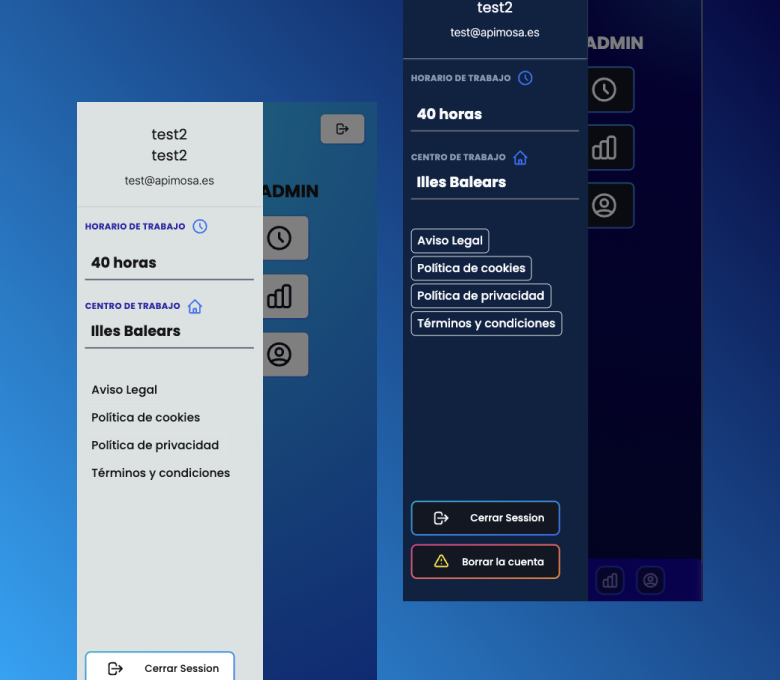 test2
test2
test@apimosa.es
HORARIO DE TRABAJO
40 horas
CENTRO DE TRABAJO
Illes Balears
Aviso Legal
Política de cookies
Política de privacidad
Términos y condiciones
Cerrar Session
ADMIN
test2
test@apimosa.es
HORARIO DE TRABAJO
40 horas
CENTRO DE TRABAJO
Illes Balears
Aviso Legal
Política de cookies
Política de privacidad
Términos y condiciones
Cerrar Session
Borrar la cuenta
ADMIN